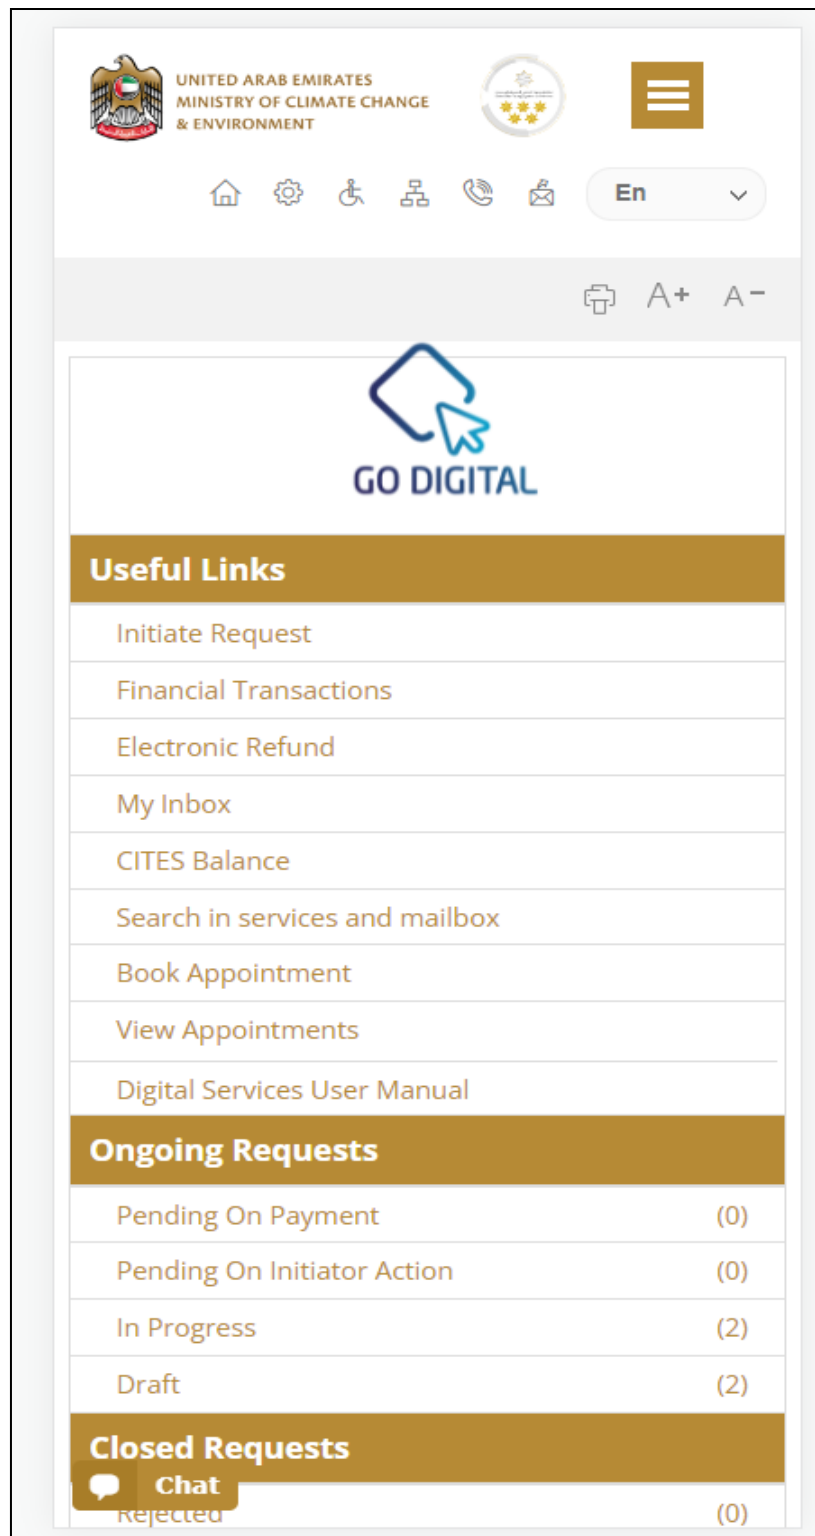 UNITED ARAB EMIRATES
MINISTRY OF CLIMATE CHANGE
& ENVIRONMENT
En
A+ A-
GO DIGITAL
Useful Links
Initiate Request
Financial Transactions
Electronic Refund
My Inbox
CITES Balance
Search in services and mailbox
Book Appointment
View Appointments
Digital Services User Manual
Ongoing Requests
Pending On Payment (0)
Pending On Initiator Action (0)
In Progress (2)
Draft (2)
Closed Requests
Chat
Rejected (0)